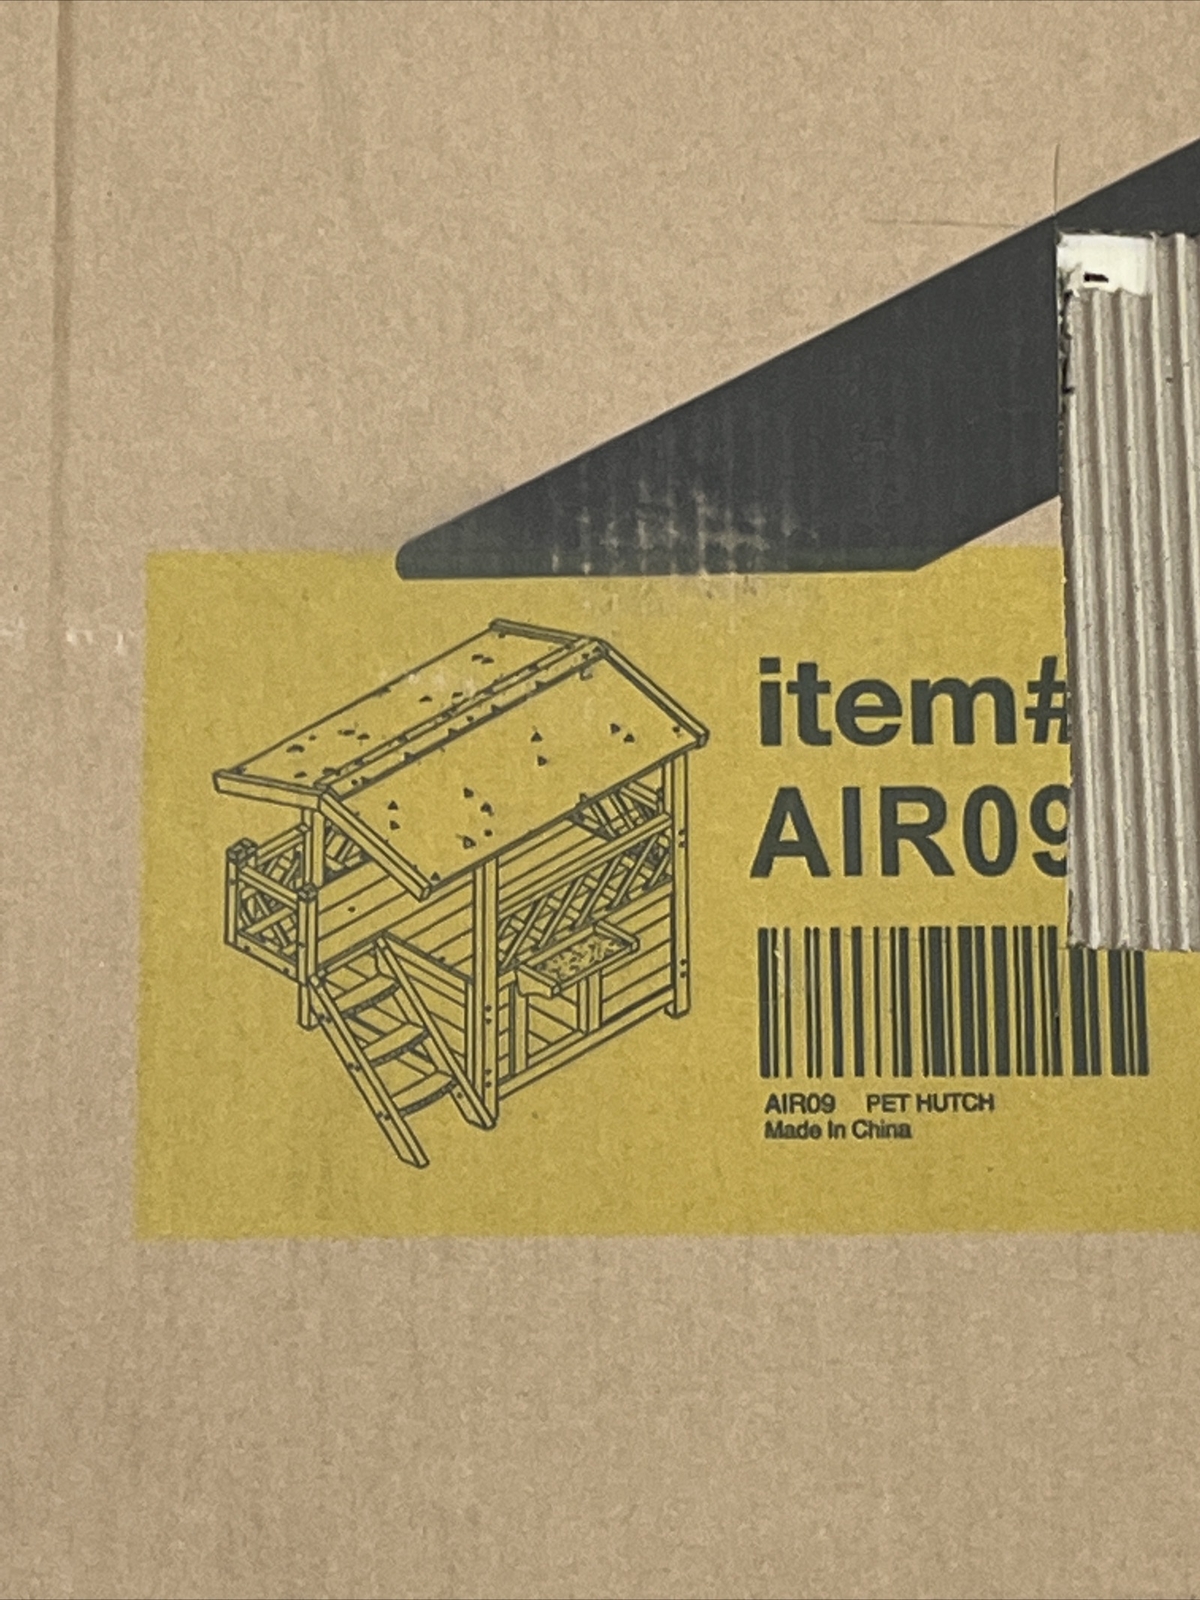 item#
AIR09
AIR09 PET HUTCH
Made In China